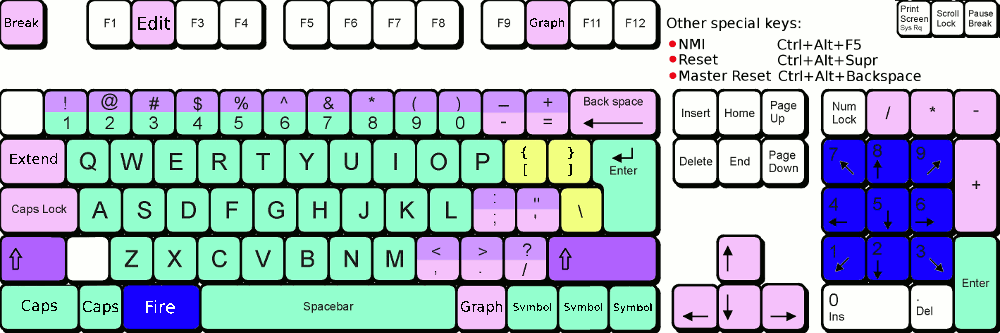 Break F1 Edit F3 F4 F5 F6 F7 F8 F9 Graph F11 F12
Print Screen Sys Rq
Scroll Lock
Pause Break
Other special keys:
NMI Ctrl+Alt+F5
Reset Ctrl+Alt+Supr
Master Reset Ctrl+Alt+Backspace
! @ # $ % ^ & * ( ) _ +
1 2 3 4 5 6 7 8 9 0 - =
Back space
Insert Home Page Up
Num Lock / * -
Extend Q W E R T Y U I O P { [ } ] Enter
Delete End Page Down
7 8 9 +
Caps Lock A S D F G H J K L : ; " ' \
4 5 6
Z X C V B N M < , > . ? /
1 2 3 Enter
Caps Caps Fire Spacebar Graph Symbol Symbol Symbol
0 Ins . Del